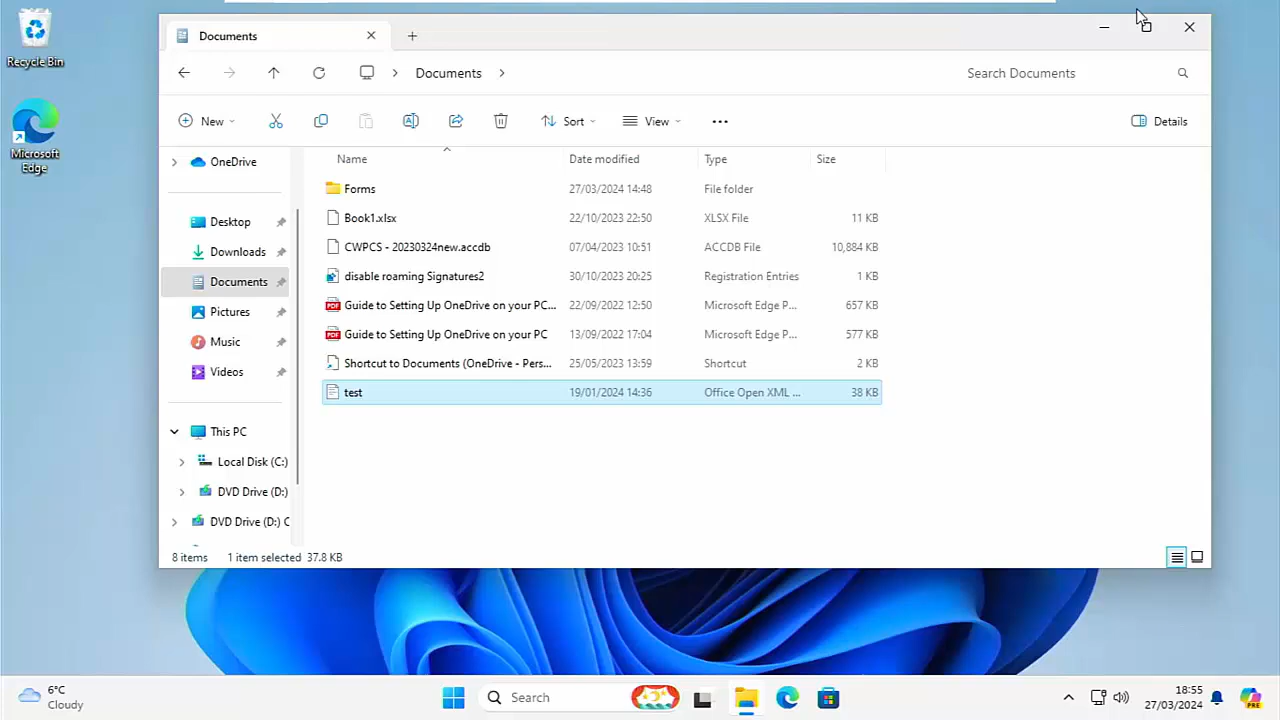 Recycle Bin
Microsoft
Edge
Documents
Documents
Search Documents
New
Sort
View
Details
OneDrive
Desktop
Downloads
Documents
Pictures
Music
Videos
This PC
Local Disk (C:)
DVD Drive (D:)
DVD Drive (D:) C
Name Date modified Type Size
Forms 27/03/2024 14:48 File folder
Book1.xlsx 22/10/2023 22:50 XLSX File 11 KB
CWPCS - 20230324new.accdb 07/04/2023 10:51 ACCDB File 10,884 KB
disable roaming Signatures2 30/10/2023 20:25 Registration Entries 1 KB
PDF Guide to Setting Up OneDrive on your PC... 22/09/2022 12:50 Microsoft Edge P... 657 KB
PDF Guide to Setting Up OneDrive on your PC 13/09/2022 17:04 Microsoft Edge P... 577 KB
Shortcut to Documents (OneDrive - Pers... 25/05/2023 13:59 Shortcut 2 KB
test 19/01/2024 14:36 Office Open XML ... 38 KB
8 items 1 item selected 37.8 KB
6°C
Cloudy
Search
18:55
27/03/2024
PRE